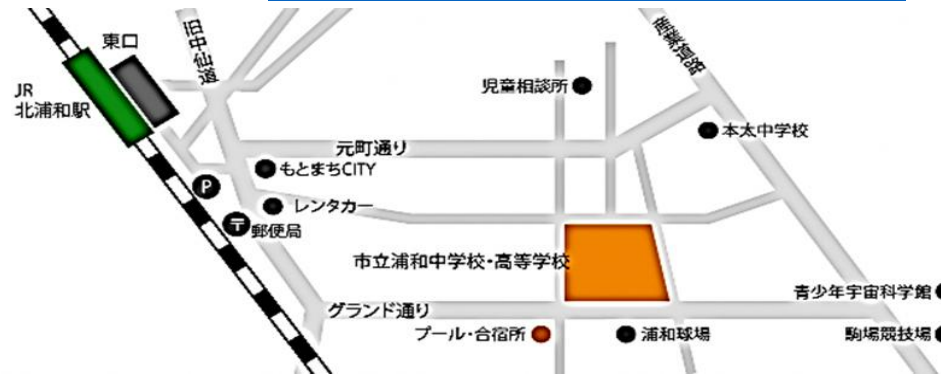 東口
JR
北浦和駅
旧中仙道
産業道路
児童相談所
本太中学校
元町通り
もとまちCITY
P
レンタカー
〒
郵便局
市立浦和中学校・高等学校
グランド通り
青少年宇宙科学館
プール・合宿所
浦和球場
駒場競技場